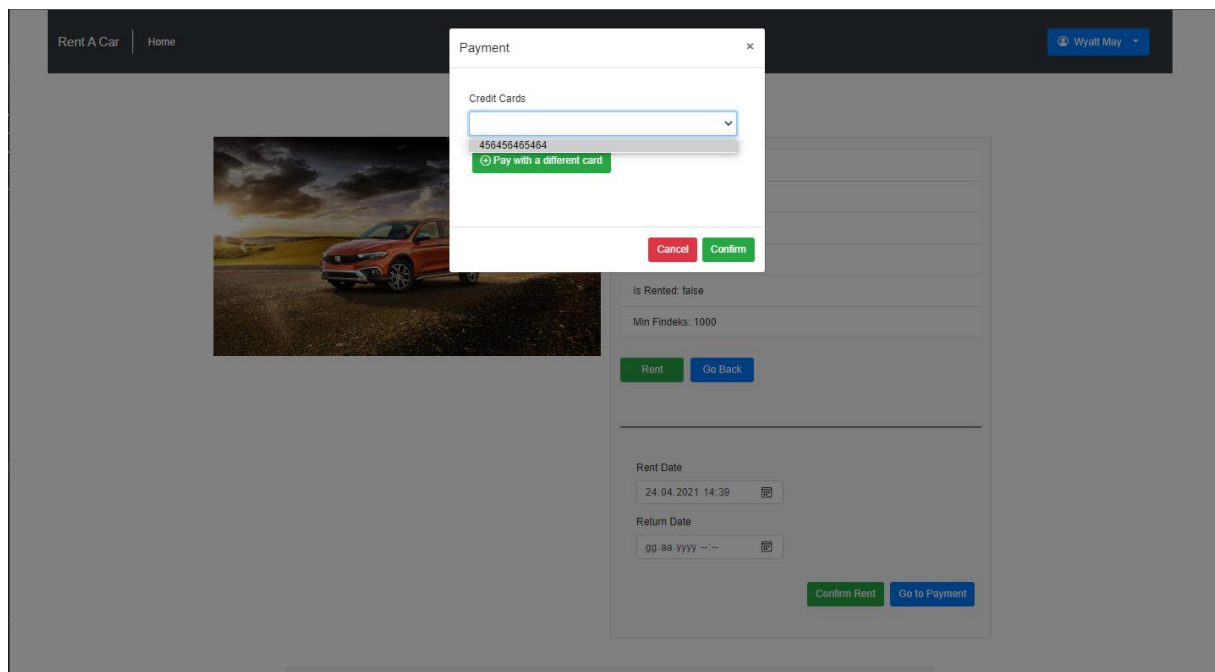 Rent A Car Home
Wyatt May
Payment ×
Credit Cards
456456465464
Pay with a different card
Cancel Confirm
Is Rented: false
Min Findeks: 1000
Rent Go Back
Rent Date
24.04.2021 14:39
Return Date
gg.aa.yyyy --:--
Confirm Rent Go to Payment